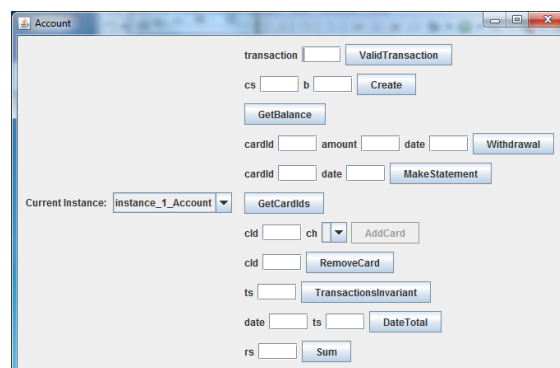 Account
transaction ValidTransaction
cs b Create
GetBalance
cardId amount date Withdrawal
cardId date MakeStatement
Current Instance: instance_1_Account GetCardIds
cId ch AddCard
cId RemoveCard
ts TransactionsInvariant
date ts DateTotal
rs Sum